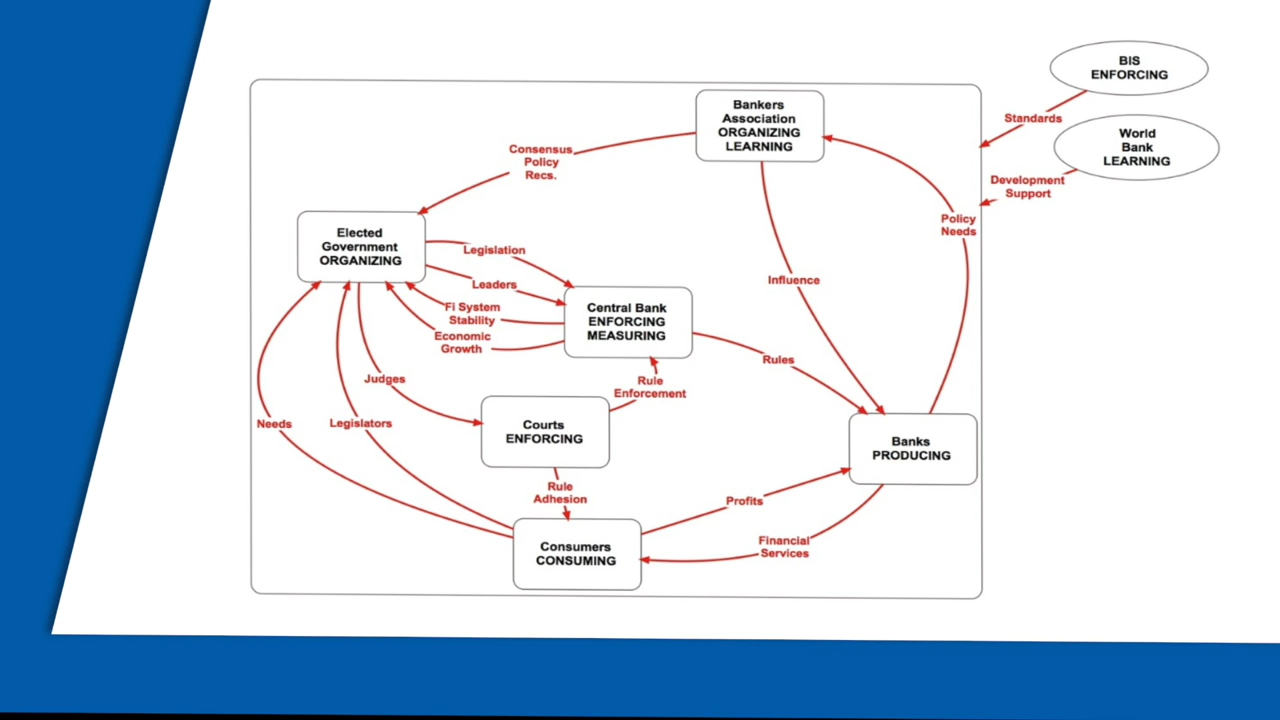 BIS
ENFORCING
Bankers
Association
ORGANIZING
LEARNING
Standards
World
Bank
LEARNING
Consensus
Policy
Recs.
Development
Support
Policy
Needs
Elected
Government
ORGANIZING
Legislation
Leaders
Influence
Fi System
Stability
Central Bank
ENFORCING
MEASURING
Economic
Growth
Rules
Judges
Rule
Enforcement
Needs
Legislators
Courts
ENFORCING
Banks
PRODUCING
Rule
Adhesion
Profits
Consumers
CONSUMING
Financial
Services